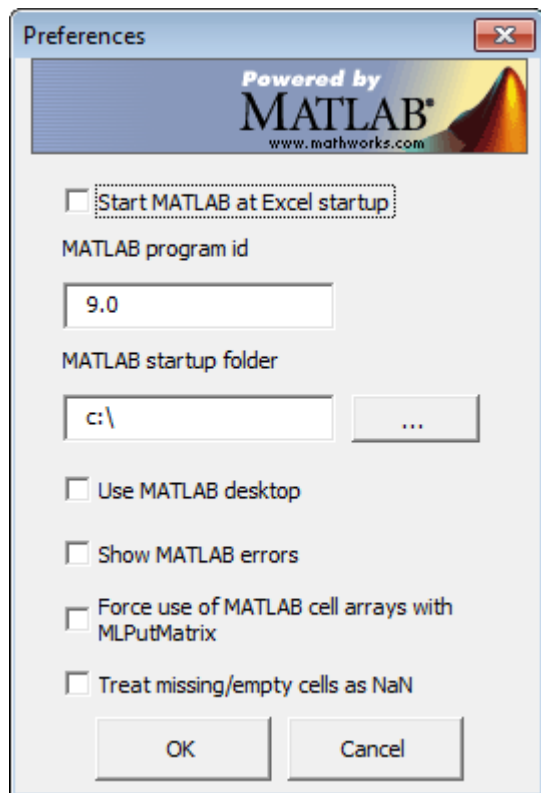 Preferences
Powered by
MATLAB®
www.mathworks.com
Start MATLAB at Excel startup
MATLAB program id
9.0
MATLAB startup folder
c:\
...
Use MATLAB desktop
Show MATLAB errors
Force use of MATLAB cell arrays with
MLPutMatrix
Treat missing/empty cells as NaN
OK
Cancel